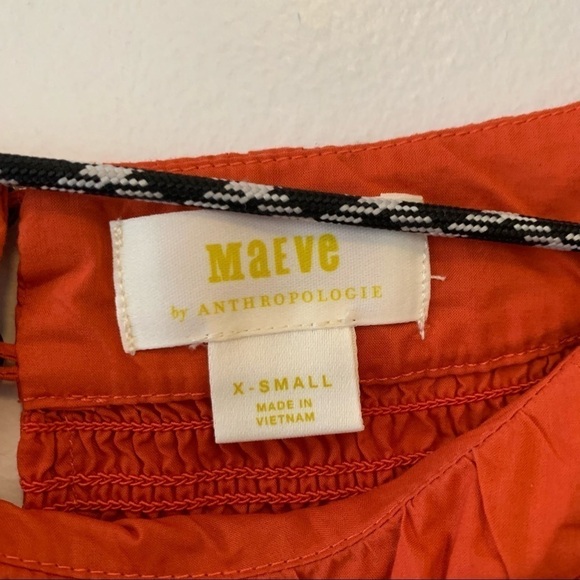 MaEVe
by ANTHROPOLOGIE
X-SMALL
MADE IN
VIETNAM